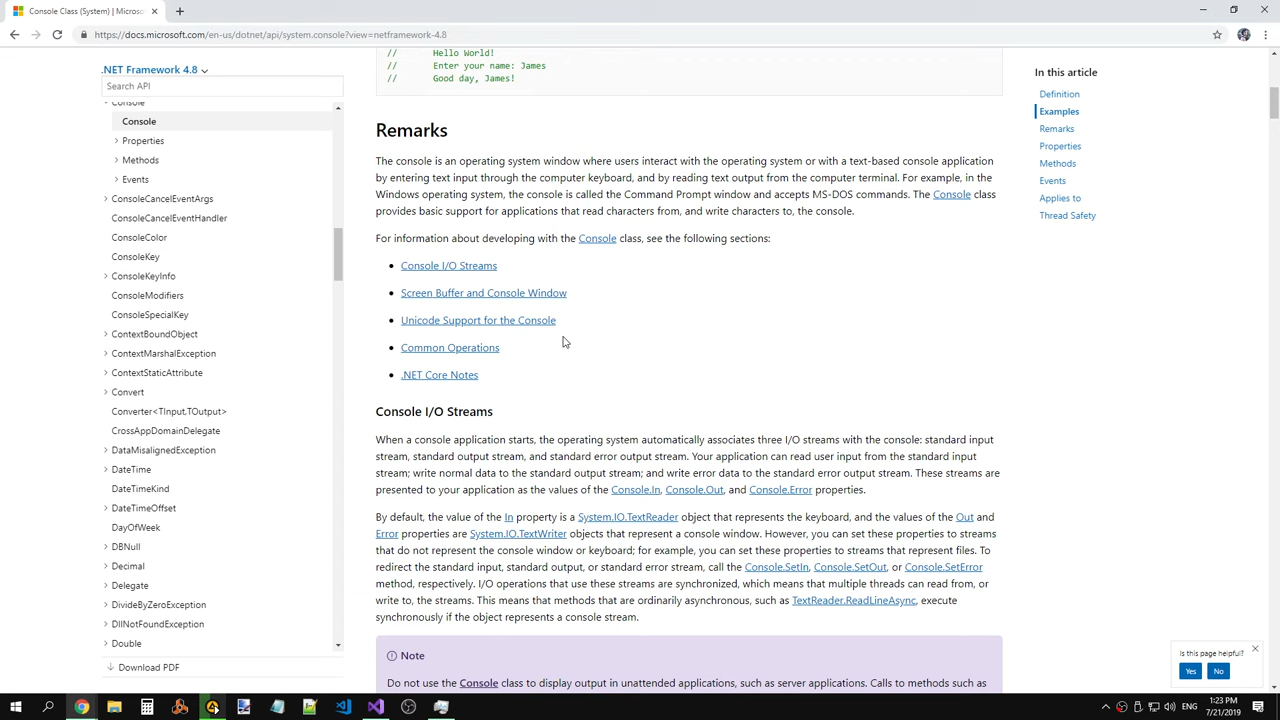 Console Class (System) | Microso
https://docs.microsoft.com/en-us/dotnet/api/system.console?view=netframework-4.8
.NET Framework 4.8
Search API
Console
Console
Properties
Methods
Events
ConsoleCancelEventArgs
ConsoleCancelEventHandler
ConsoleColor
ConsoleKey
ConsoleKeyInfo
ConsoleModifiers
ConsoleSpecialKey
ContextBoundObject
ContextMarshalException
ContextStaticAttribute
Convert
Converter<TInput,TOutput>
CrossAppDomainDelegate
DataMisalignedException
DateTime
DateTimeKind
DateTimeOffset
DayOfWeek
DBNull
Decimal
Delegate
DivideByZeroException
DllNotFoundException
Double
Download PDF
// Hello World!
// Enter your name: James
// Good day, James!
Remarks
The console is an operating system window where users interact with the operating system or with a text-based console application
by entering text input through the computer keyboard, and by reading text output from the computer terminal. For example, in the
Windows operating system, the console is called the Command Prompt window and accepts MS-DOS commands. The Console class
provides basic support for applications that read characters from, and write characters to, the console.
For information about developing with the Console class, see the following sections:
• Console I/O Streams
• Screen Buffer and Console Window
• Unicode Support for the Console
• Common Operations
• .NET Core Notes
Console I/O Streams
When a console application starts, the operating system automatically associates three I/O streams with the console: standard input
stream, standard output stream, and standard error output stream. Your application can read user input from the standard input
stream; write normal data to the standard output stream; and write error data to the standard error output stream. These streams are
presented to your application as the values of the Console.In, Console.Out, and Console.Error properties.
By default, the value of the In property is a System.IO.TextReader object that represents the keyboard, and the values of the Out and
Error properties are System.IO.TextWriter objects that represent a console window. However, you can set these properties to streams
that do not represent the console window or keyboard; for example, you can set these properties to streams that represent files. To
redirect the standard input, standard output, or standard error stream, call the Console.SetIn, Console.SetOut, or Console.SetError
method, respectively. I/O operations that use these streams are synchronized, which means that multiple threads can read from, or
write to, the streams. This means that methods that are ordinarily asynchronous, such as TextReader.ReadLineAsync, execute
synchronously if the object represents a console stream.
Note
Do not use the Console class to display output in unattended applications, such as server applications. Calls to methods such as
In this article
Definition
Examples
Remarks
Properties
Methods
Events
Applies to
Thread Safety
Is this page helpful?
Yes
No
ENG
1:23 PM
7/21/2019